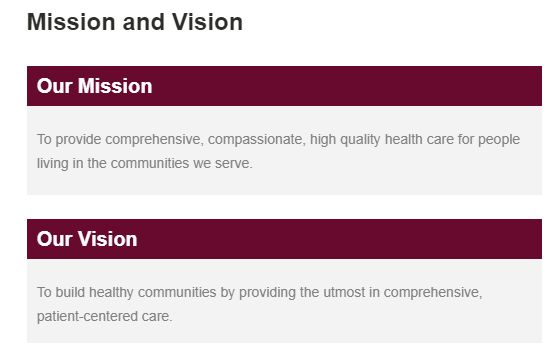 Mission and Vision
Our Mission
To provide comprehensive, compassionate, high quality health care for people
living in the communities we serve.
Our Vision
To build healthy communities by providing the utmost in comprehensive,
patient-centered care.